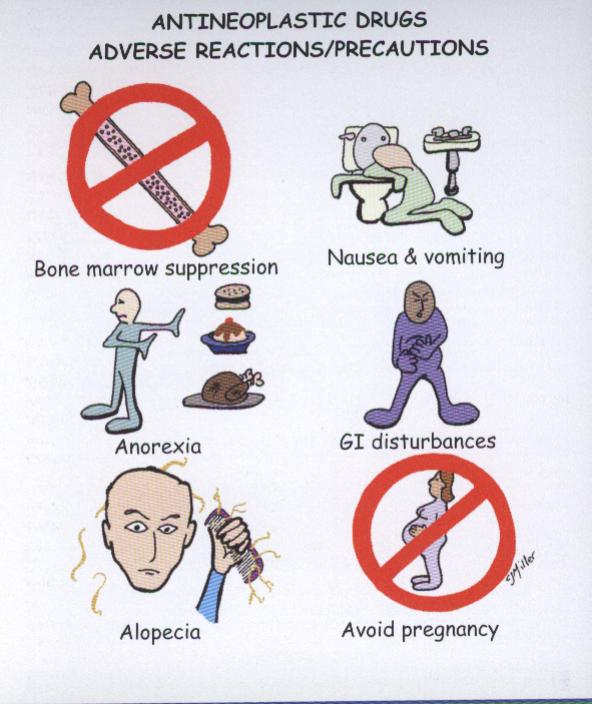 ANTINEOPLASTIC DRUGS
ADVERSE REACTIONS/PRECAUTIONS
Bone marrow suppression
Nausea & vomiting
Anorexia
GI disturbances
SJMiller
Alopecia
Avoid pregnancy